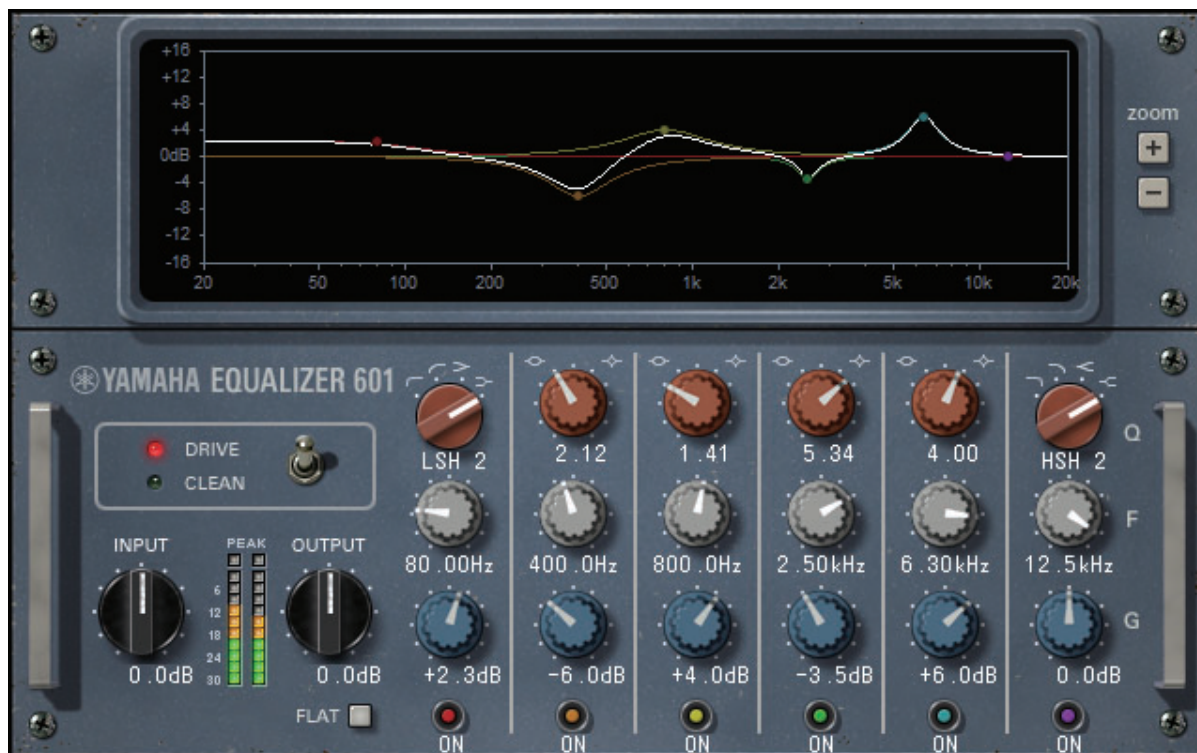 +16
+12
+8
+4
0dB
-4
-8
-12
-16
20 50 100 200 500 1k 2k 5k 10k 20k
zoom
+
−
YAMAHA EQUALIZER 601
DRIVE
CLEAN
INPUT PEAK OUTPUT
6
12
18
24
30
0.0dB 0.0dB
FLAT
LSH 2 2.12 1.41 5.34 4.00 HSH 2 Q
80.00Hz 400.0Hz 800.0Hz 2.50kHz 6.30kHz 12.5kHz F
+2.3dB -6.0dB +4.0dB -3.5dB +6.0dB 0.0dB G
ON ON ON ON ON ON